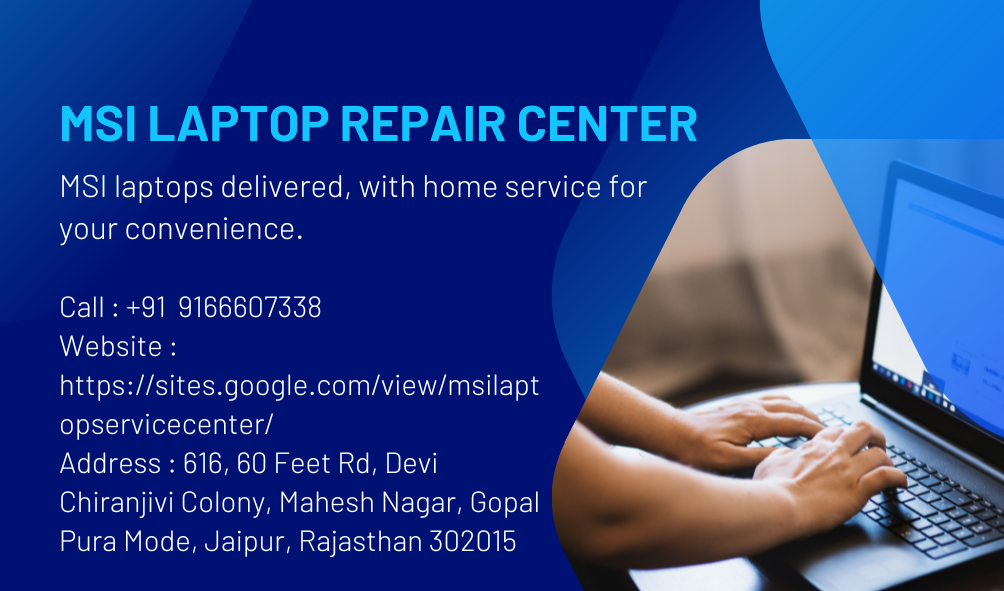 MSI LAPTOP REPAIR CENTER
MSI laptops delivered, with home service for
your convenience.
Call : +91  9166607338
Website :
https://sites.google.com/view/msilapt
opservicecenter/
Address : 616, 60 Feet Rd, Devi
Chiranjivi Colony, Mahesh Nagar, Gopal
Pura Mode, Jaipur, Rajasthan 302015